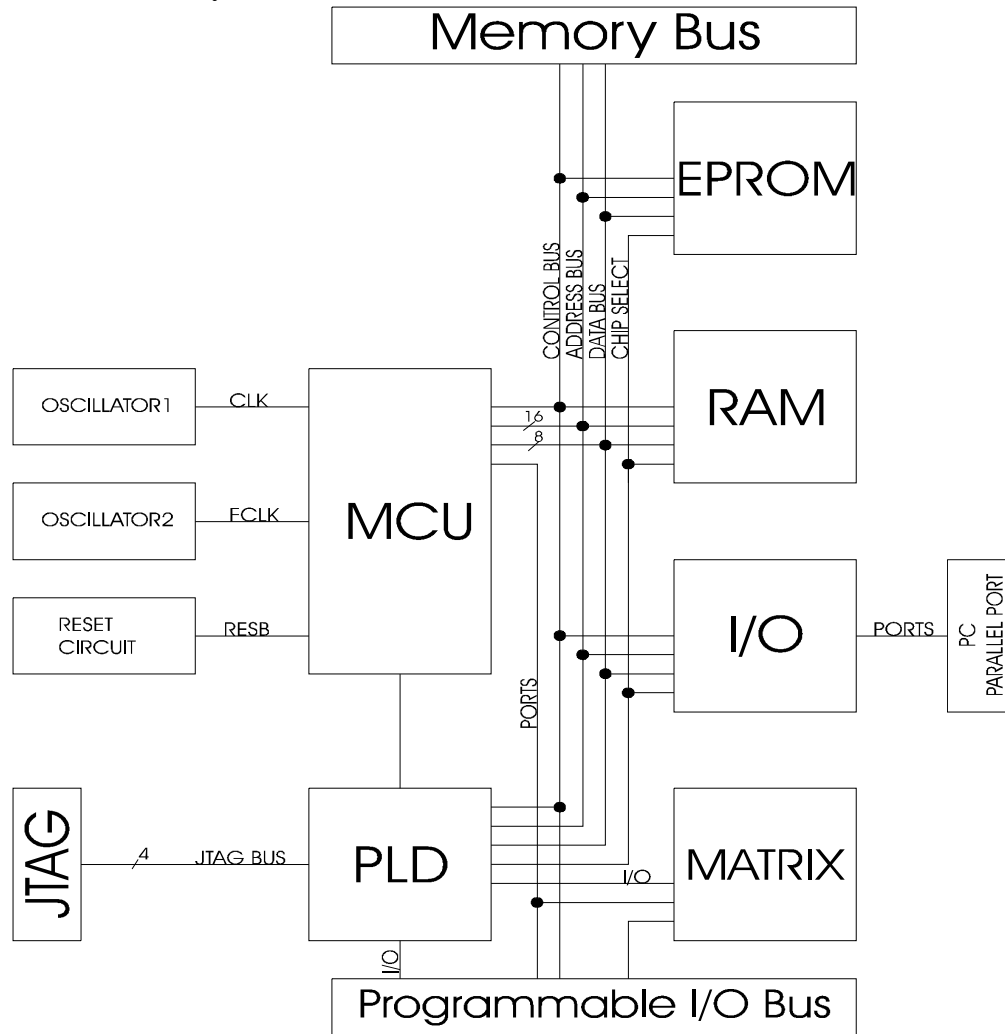 Memory Bus
EPROM
CONTROL BUS
ADDRESS BUS
DATA BUS
CHIP SELECT
OSCILLATOR1
CLK
MCU
16
8
RAM
OSCILLATOR2
ECLK
RESET
CIRCUIT
RESB
I/O
PORTS
PC
PARALLEL PORT
PORTS
JTAG
4
JTAG BUS
PLD
I/O
MATRIX
I/O
Programmable I/O Bus